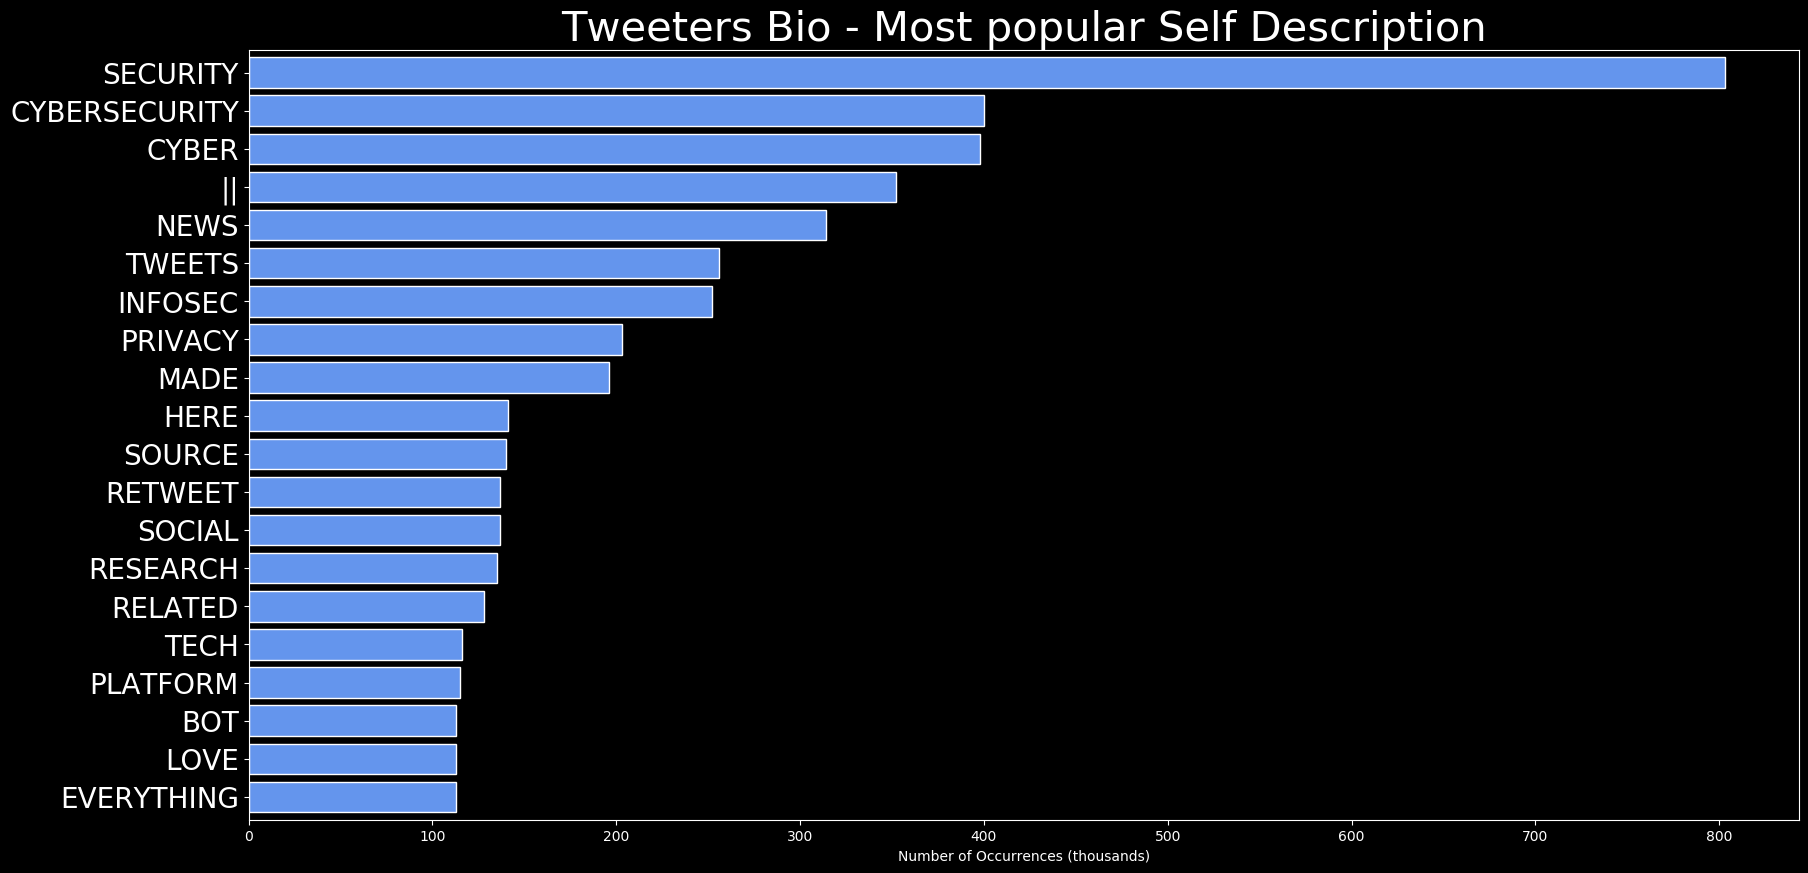 Tweeters Bio - Most popular Self Description
SECURITY
CYBERSECURITY
CYBER
||
NEWS
TWEETS
INFOSEC
PRIVACY
MADE
HERE
SOURCE
RETWEET
SOCIAL
RESEARCH
RELATED
TECH
PLATFORM
BOT
LOVE
EVERYTHING
0 100 200 300 400 500 600 700 800
Number of Occurrences (thousands)